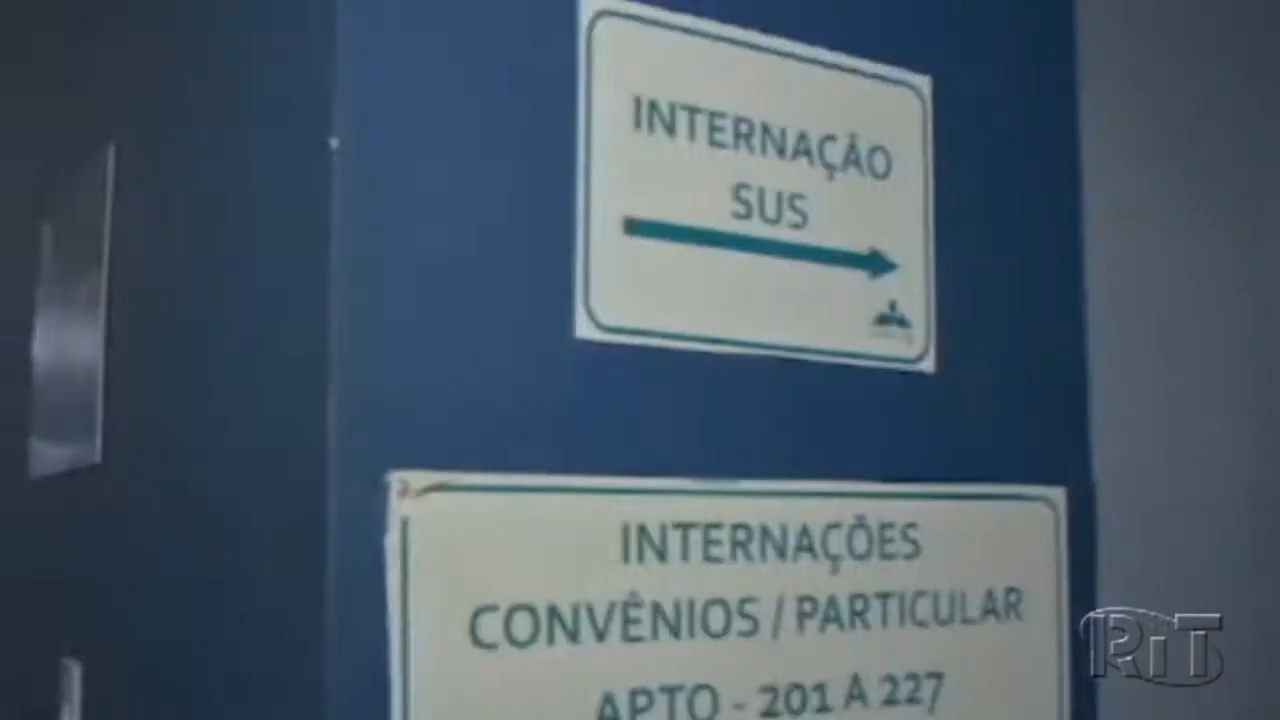 INTERNAÇÃO
SUS
INTERNAÇÕES
CONVÊNIOS / PARTICULAR
APTO - 201 A 227
RiT